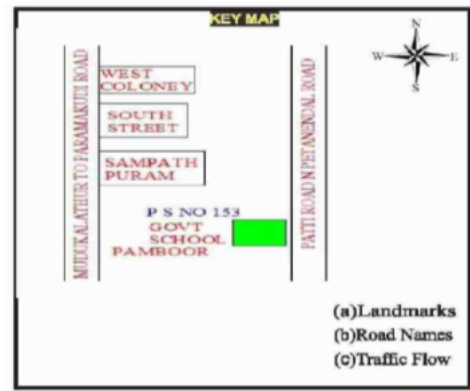 KEY MAP
N
W
E
S
MUDUKALATHUR TO PARAMAKUDI ROAD
WEST
COLONEY
SOUTH
STREET
SAMPATH
PURAM
P S NO 153
GOVT
SCHOOL
PAMBOOR
PATTI ROAD N PETANENDAL ROAD
(a)Landmarks
(b)Road Names
(c)Traffic Flow